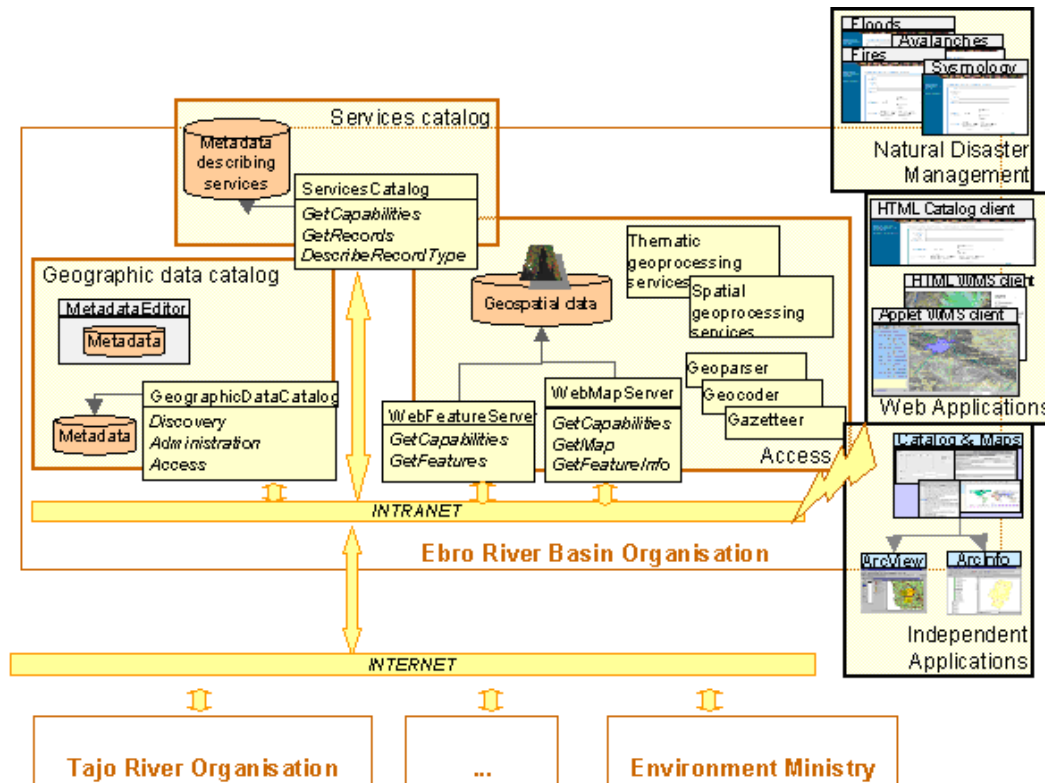 Floods
Avalanches
Fires
Sysmology
Natural Disaster
Management
Services catalog
Metadata
describing
services
ServicesCatalog
GetCapabilities
GetRecords
DescribeRecordType
HTML Catalog client
HTML WMS client
Applet WMS client
Web Applications
Geographic data catalog
MetadataEditor
Metadata
GeographicDataCatalog
Discovery
Administration
Access
Metadata
Geospatial data
Thematic
geoprocessing
services
Spatial
geoprocessing
services
Geoparser
Geocoder
Gazetteer
WebFeatureServer
GetCapabilities
GetFeatures
WebMapServer
GetCapabilities
GetMap
GetFeatureInfo
Access
Catalog & Maps
ArcView
ArcInfo
Independent
Applications
INTRANET
Ebro River Basin Organisation
INTERNET
Tajo River Organisation
...
Environment Ministry